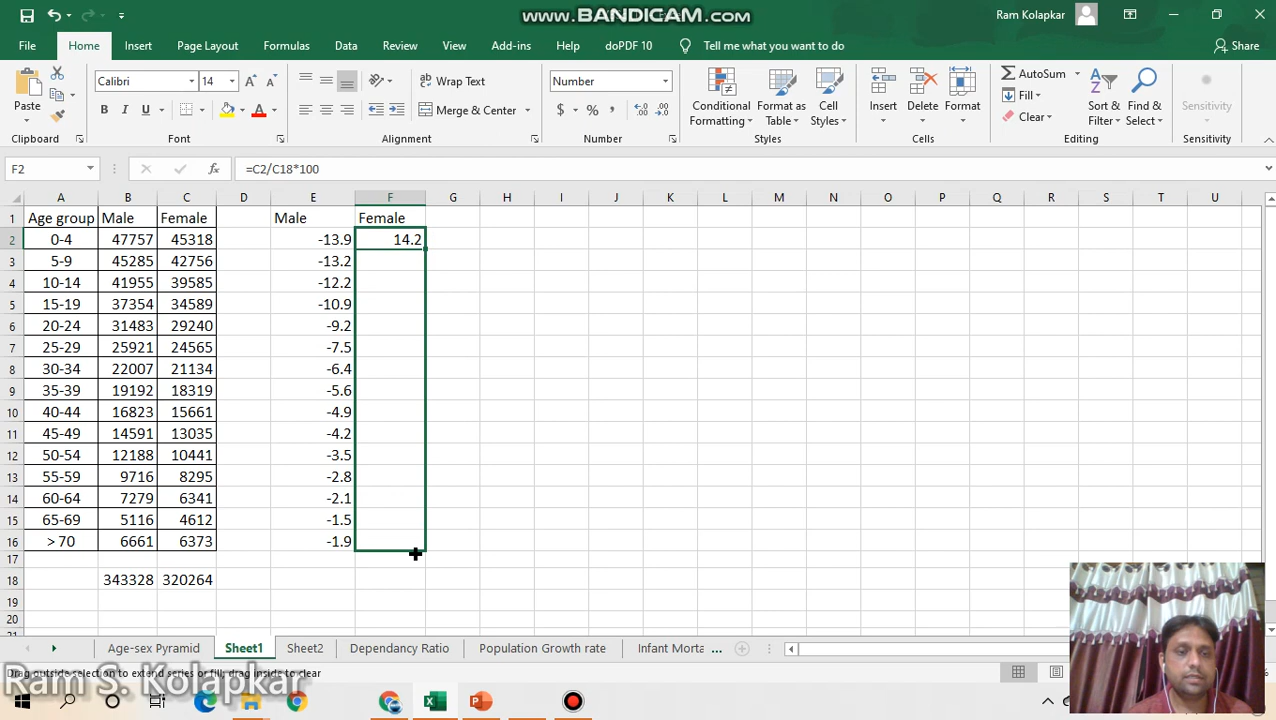 www.BANDICAM.com
Ram Kolapkar
File Home Insert Page Layout Formulas Data Review View Add-ins Help doPDF 10 Tell me what you want to do Share
Calibri 14 Wrap Text Number
Paste B I U Merge & Center $ % , Conditional Formatting Format as Table Cell Styles Insert Delete Format AutoSum Fill Clear Sort & Filter Find & Select Sensitivity
Clipboard Font Alignment Number Styles Cells Editing Sensitivity
F2 fx =C2/C18*100
A B C D E F G H I J K L M N O P Q R S T U
1 Age group Male Female Male Female
2 0-4 47757 45318 -13.9 14.2
3 5-9 45285 42756 -13.2
4 10-14 41955 39585 -12.2
5 15-19 37354 34589 -10.9
6 20-24 31483 29240 -9.2
7 25-29 25921 24565 -7.5
8 30-34 22007 21134 -6.4
9 35-39 19192 18319 -5.6
10 40-44 16823 15661 -4.9
11 45-49 14591 13035 -4.2
12 50-54 12188 10441 -3.5
13 55-59 9716 8295 -2.8
14 60-64 7279 6341 -2.1
15 65-69 5116 4612 -1.5
16 > 70 6661 6373 -1.9
17
18 343328 320264
19
20
21
Age-sex Pyramid Sheet1 Sheet2 Dependency Ratio Population Growth rate Infant Morta ...
Drag outside selection to extend series or fill; drag inside to clear
Ram S. Kolapkar